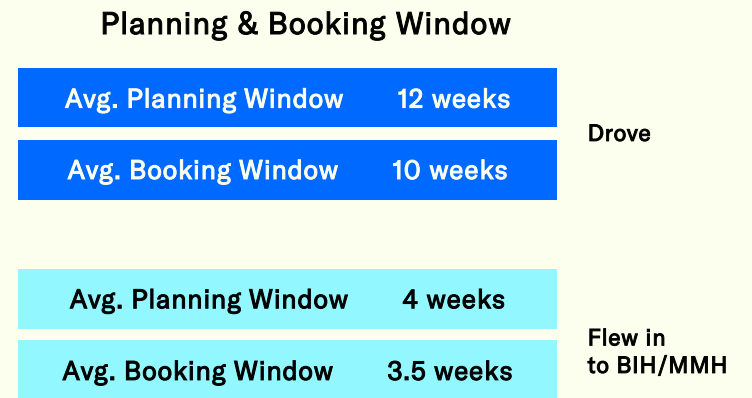 Planning & Booking Window
Avg. Planning Window 12 weeks
Avg. Booking Window 10 weeks
Drove
Avg. Planning Window 4 weeks
Avg. Booking Window 3.5 weeks
Flew in
to BIH/MMH